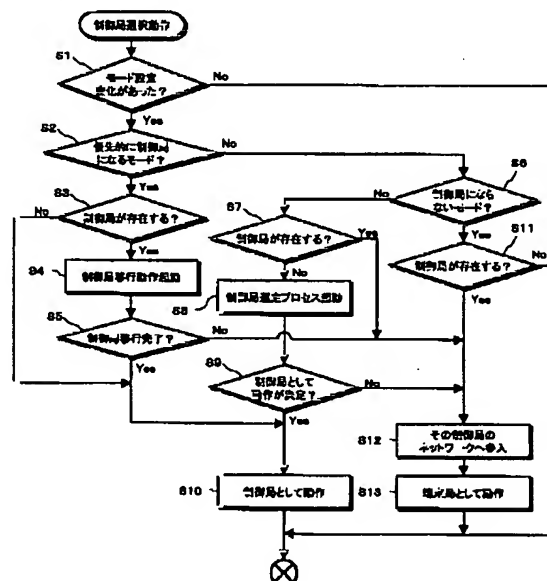 制御局選択動作
S1
モード設定
変化があった?
No
Yes
S2
優先的に制御局
になるモード?
No
Yes
S3
制御局が存在する?
No
Yes
S4
制御局移行動作起動
S5
制御局移行完了?
No
Yes
S6
制御局になら
ないモード?
No
Yes
S7
制御局が存在する?
Yes
No
S8
制御局選定プロセス起動
S9
制御局として
動作が決定?
No
Yes
S10
制御局として動作
S11
制御局が存在する?
No
Yes
S12
その制御局の
ネットワークへ参入
S13
端末局として動作